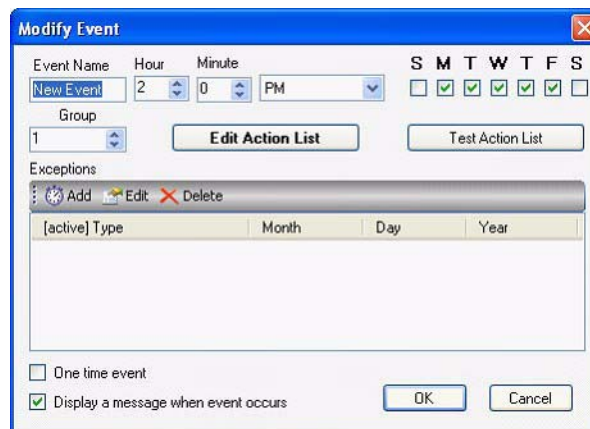 Modify Event
Event Name Hour Minute S M T W T F S
New Event 2 0 PM
Group
1 Edit Action List Test Action List
Exceptions
Add Edit Delete
[active] Type Month Day Year
One time event
Display a message when event occurs OK Cancel